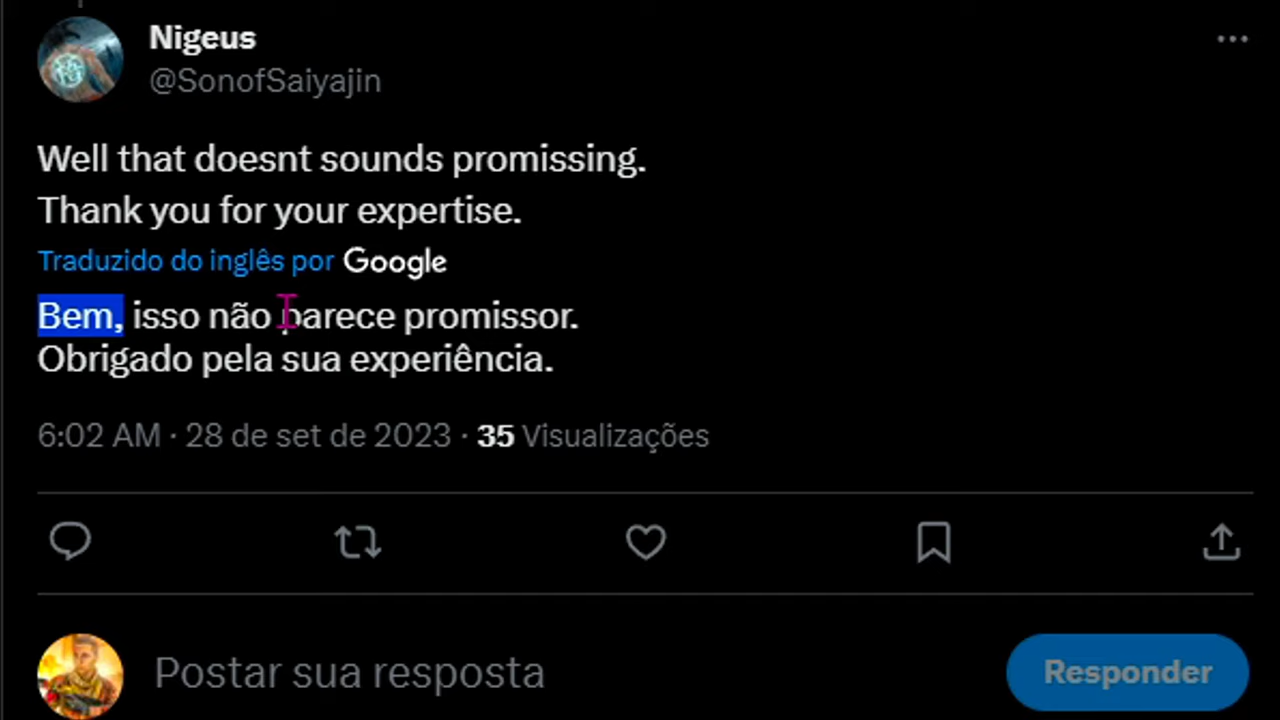 Nigeus
@SonofSaiyajin
Well that doesnt sounds promissing.
Thank you for your expertise.
Traduzido do inglês por Google
Bem, isso não parece promissor.
Obrigado pela sua experiência.
6:02 AM · 28 de set de 2023 · 35 Visualizações
Postar sua resposta
Responder